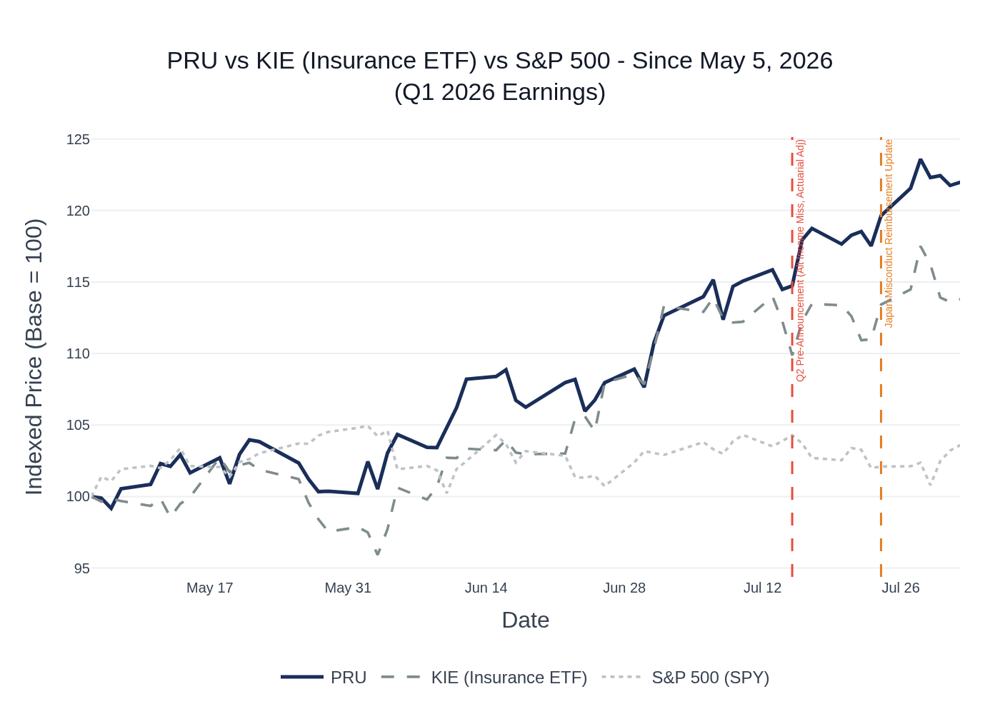 PRU vs KIE (Insurance ETF) vs S&P 500 - Since May 5, 2026
(Q1 2026 Earnings)
Indexed Price (Base = 100)
125
120
115
110
105
100
95
Q2 Pre-Announcement (Alt Income Miss, Actuarial Adj)
Japan Misconduct Reimbursement Update
May 17
May 31
Jun 14
Jun 28
Jul 12
Jul 26
Date
PRU
KIE (Insurance ETF)
S&P 500 (SPY)